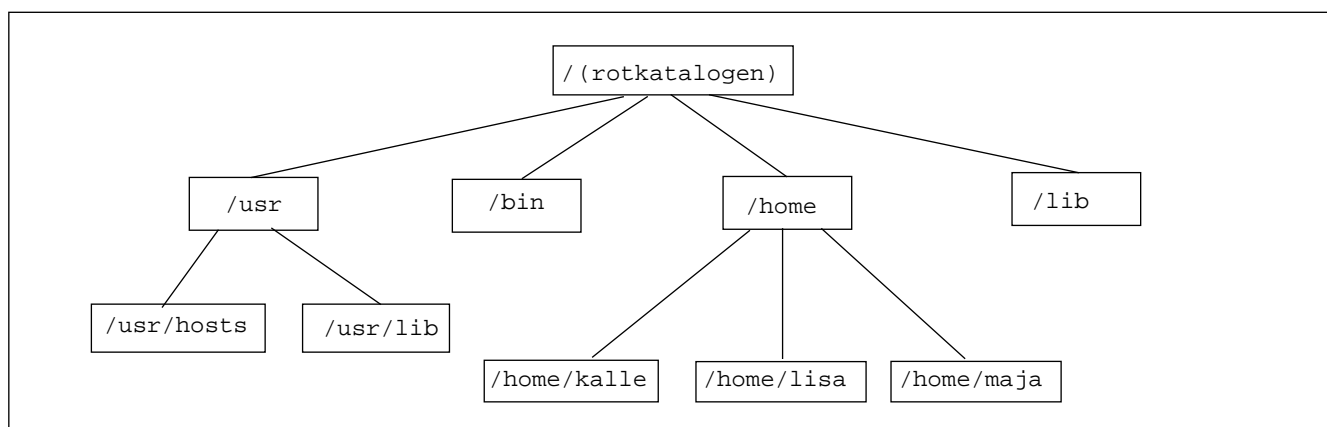 /(rotkatalogen)
/usr
/bin
/home
/lib
/usr/hosts
/usr/lib
/home/kalle
/home/lisa
/home/maja